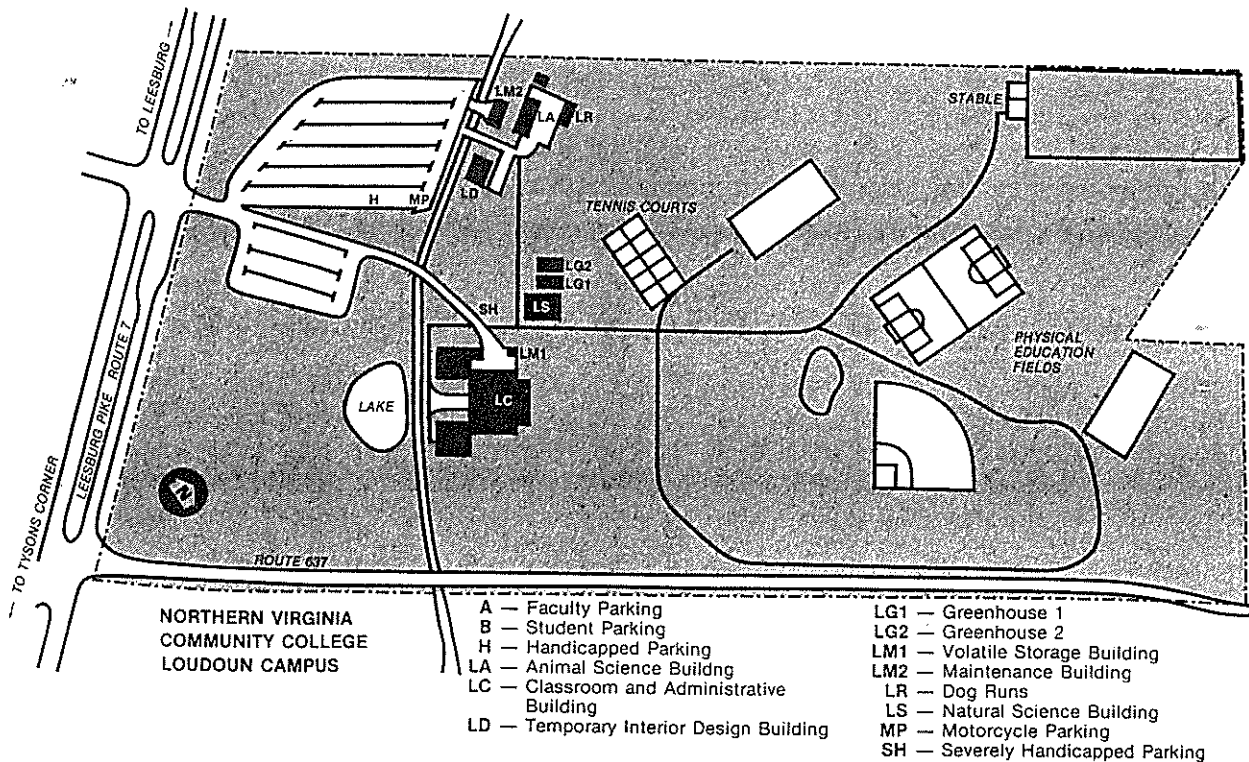 — TO LEESBURG —
LM2
LA
LR
STABLE
LD
H
MP
TENNIS COURTS
LG2
LG1
SH
LS
LM1
LC
LAKE
PHYSICAL
EDUCATION
FIELDS
LEESBURG PIKE ROUTE 7
— TO TYSONS CORNER
N
ROUTE 637
NORTHERN VIRGINIA
COMMUNITY COLLEGE
LOUDOUN CAMPUS
A — Faculty Parking
B — Student Parking
H — Handicapped Parking
LA — Animal Science Buildng
LC — Classroom and Administrative
Building
LD — Temporary Interior Design Building
LG1 — Greenhouse 1
LG2 — Greenhouse 2
LM1 — Volatile Storage Building
LM2 — Maintenance Building
LR — Dog Runs
LS — Natural Science Building
MP — Motorcycle Parking
SH — Severely Handicapped Parking